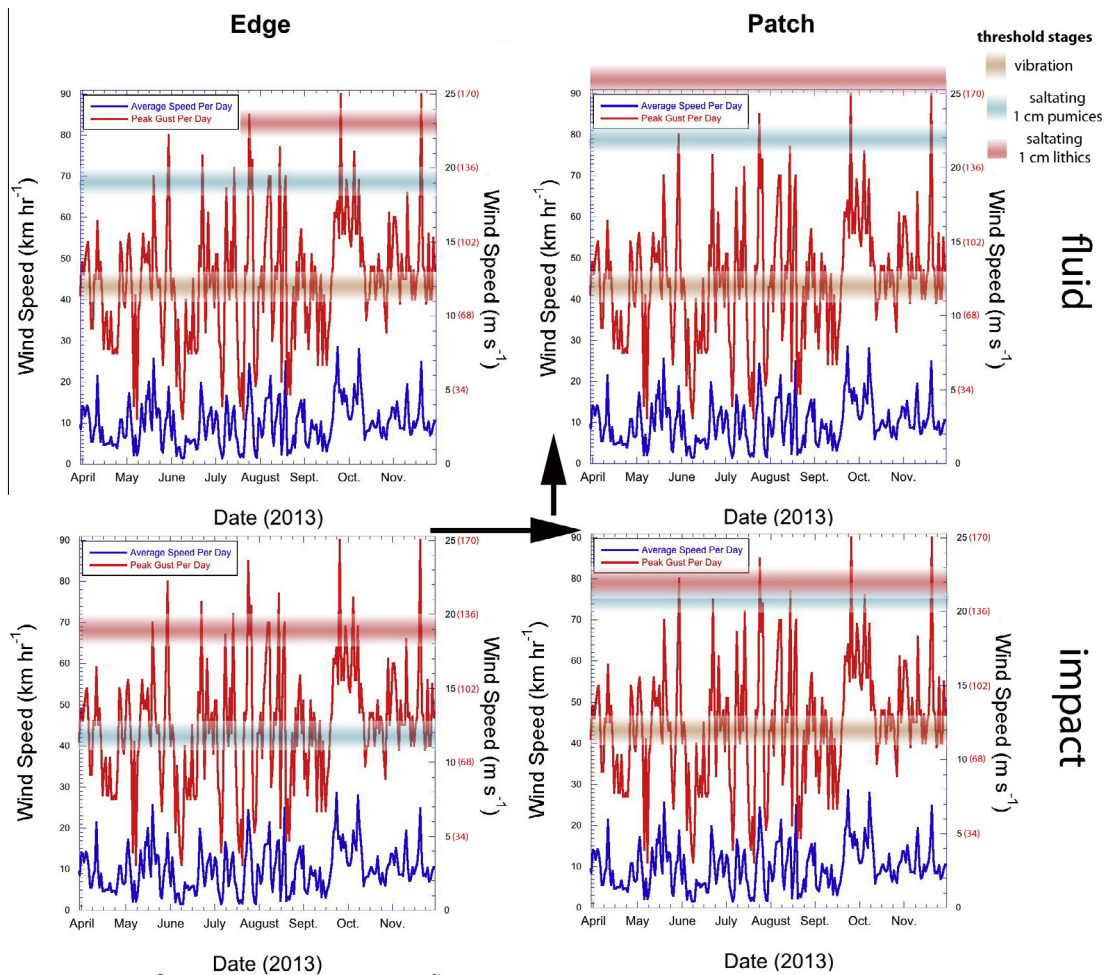 Edge
Patch
threshold stages
vibration
saltating
1 cm pumices
saltating
1 cm lithics
fluid
impact
Wind Speed (km hr-1)
90
80
70
60
50
40
30
20
10
0
Average Speed Per Day
Peak Gust Per Day
25(170)
20(136)
15(102)
10(68)
5(34)
0
Wind Speed (m s-1)
April May June July August Sept. Oct. Nov.
Date (2013)
Wind Speed (km hr-1)
90
80
70
60
50
40
30
20
10
0
Average Speed Per Day
Peak Gust Per Day
25(170)
20(136)
15(102)
10(68)
5(34)
0
Wind Speed (m s-1)
April May June July August Sept. Oct. Nov.
Date (2013)
Wind Speed (km hr-1)
90
80
70
60
50
40
30
20
10
0
Average Speed Per Day
Peak Gust Per Day
25(170)
20(136)
15(102)
10(68)
5(34)
0
Wind Speed (m s-1)
April May June July August Sept. Oct. Nov.
Date (2013)
Wind Speed (km hr-1)
90
80
70
60
50
40
30
20
10
0
Average Speed Per Day
Peak Gust Per Day
25(170)
20(136)
15(102)
10(68)
5(34)
0
Wind Speed (m s-1)
April May June July August Sept. Oct. Nov.
Date (2013)